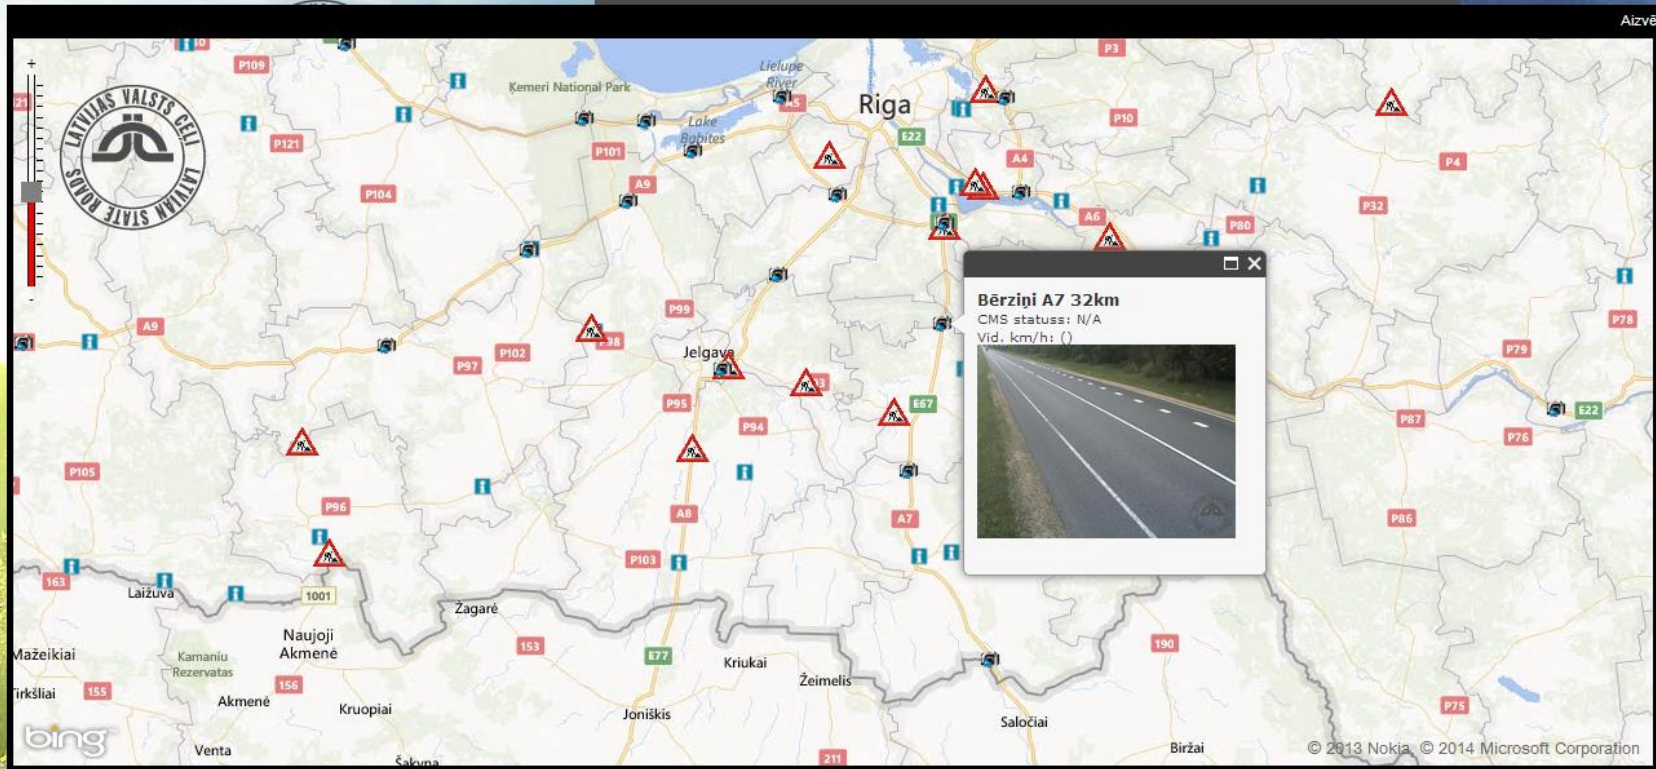 Aizvē
P109
Kemeri National Park
Lielupe
River
A5
Riga
P3
P10
P121
LATVIJAS VALSTS CEĻI
LATVIAN STATE ROADS
P101
Lake
Babites
E22
A4
P4
P104
A9
A6
P32
P80
Bērziņi A7 32km
CMS statuss: N/A
Vid. km/h: ()
A9
P99
P98
P102
P97
Jelgava
P78
P79
P95
P94
E67
P87
E22
P76
P105
P96
A8
A7
P86
163
P103
Laižuva
1001
Žagarė
Naujoji
Akmenė
Mažeikiai
Kamaniu
Rezervatas
153
E77
Kriukai
190
Žeimelis
Tirkšliai
155
Akmenė
156
Kruopiai
Joniškis
Saločiai
P75
bing
Venta
Šakyna
211
Biržai
© 2013 Nokia, © 2014 Microsoft Corporation